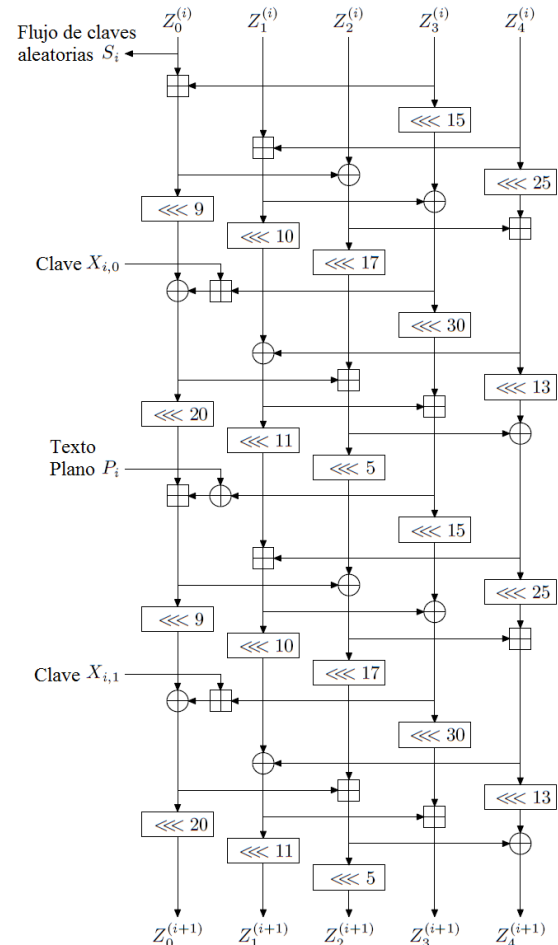 Z_0^{(i)} Z_1^{(i)} Z_2^{(i)} Z_3^{(i)} Z_4^{(i)}
Flujo de claves
aleatorias S_i
<<< 15
<<< 25
<<< 9
<<< 10
<<< 17
Clave X_{i,0}
<<< 30
<<< 13
<<< 20
<<< 11
<<< 5
Texto
Plano P_i
<<< 15
<<< 25
<<< 9
<<< 10
<<< 17
Clave X_{i,1}
<<< 30
<<< 13
<<< 20
<<< 11
<<< 5
Z_0^{(i+1)} Z_1^{(i+1)} Z_2^{(i+1)} Z_3^{(i+1)} Z_4^{(i+1)}